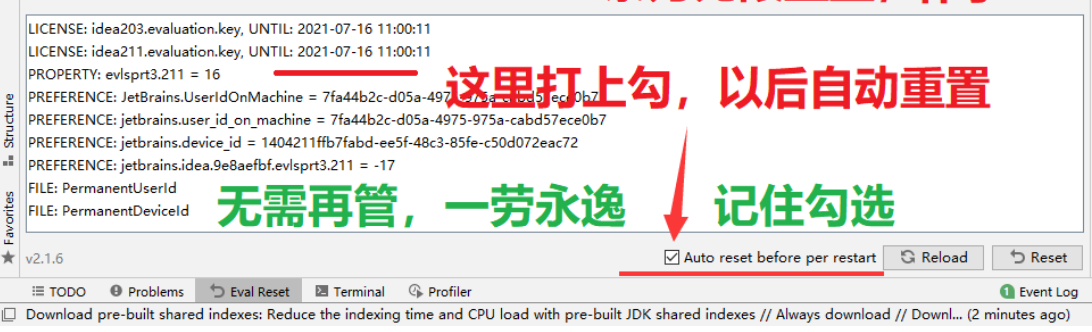 LICENSE: idea203.evaluation.key, UNTIL: 2021-07-16 11:00:11
LICENSE: idea211.evaluation.key, UNTIL: 2021-07-16 11:00:11
PROPERTY: evlsprt3.211 = 16
这里打上勾，以后自动重置
PREFERENCE: JetBrains.UserIdOnMachine = 7fa44b2c-d05a-4975-975a-cabd57ece0b7
PREFERENCE: jetbrains.user_id_on_machine = 7fa44b2c-d05a-4975-975a-cabd57ece0b7
PREFERENCE: jetbrains.device_id = 1404211ffb7fabd-ee5f-48c3-85fe-c50d072eac72
PREFERENCE: jetbrains.idea.9e8aefbf.evlsprt3.211 = -17
FILE: PermanentUserId
无需再管，一劳永逸 记住勾选
FILE: PermanentDeviceId
Structure
Favorites
v2.1.6 Auto reset before per restart Reload Reset
TODO Problems Eval Reset Terminal Profiler 1 Event Log
Download pre-built shared indexes: Reduce the indexing time and CPU load with pre-built JDK shared indexes // Always download // Downl... (2 minutes ago)